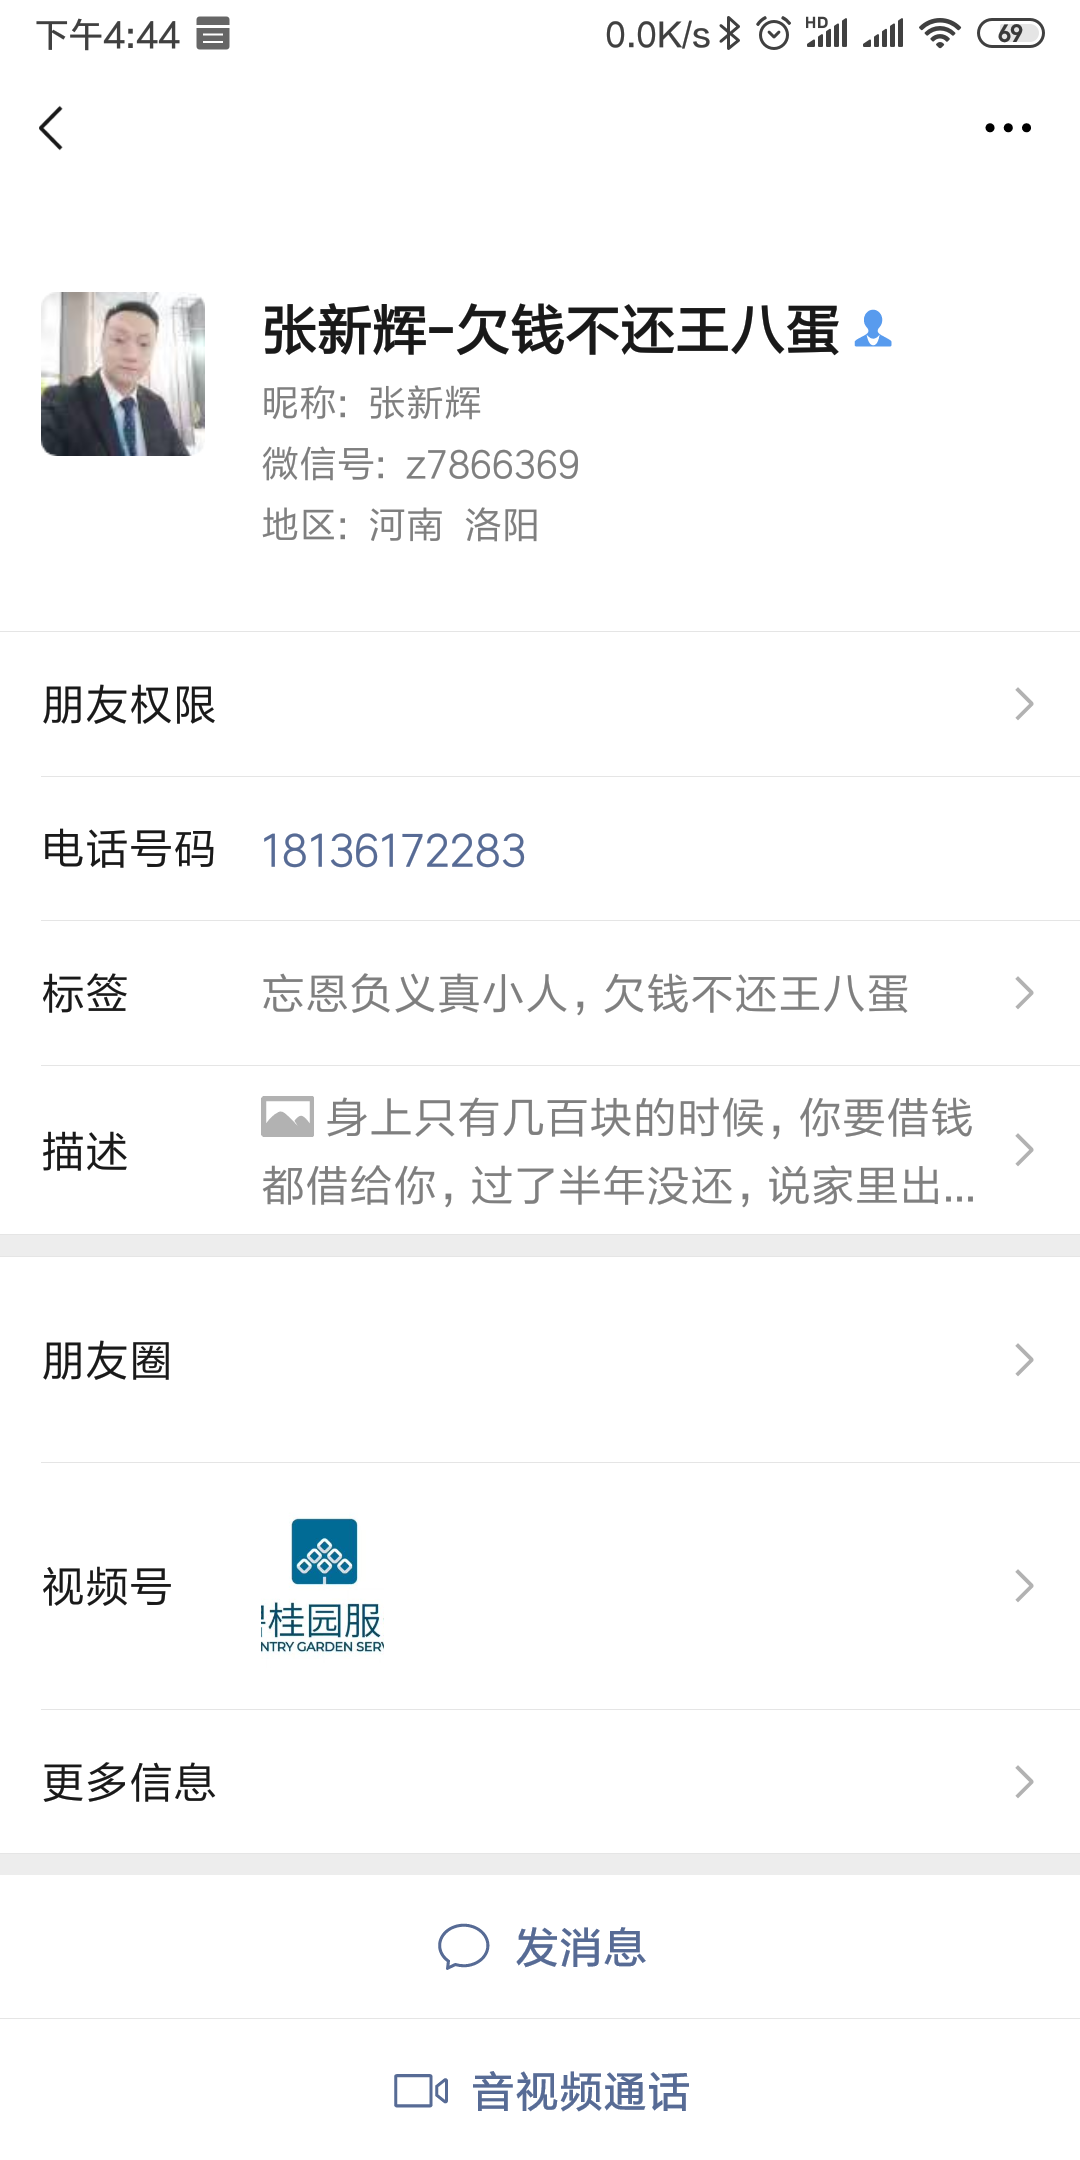 下午4:44
0.0K/s HD 69
张新辉-欠钱不还王八蛋
昵称: 张新辉
微信号: z7866369
地区: 河南 洛阳
朋友权限
电话号码 18136172283
标签 忘恩负义真小人, 欠钱不还王八蛋
描述 身上只有几百块的时候, 你要借钱
都借给你, 过了半年没还, 说家里出...
朋友圈
视频号
桂园服
NTRY GARDEN SER
更多信息
发消息
音视频通话